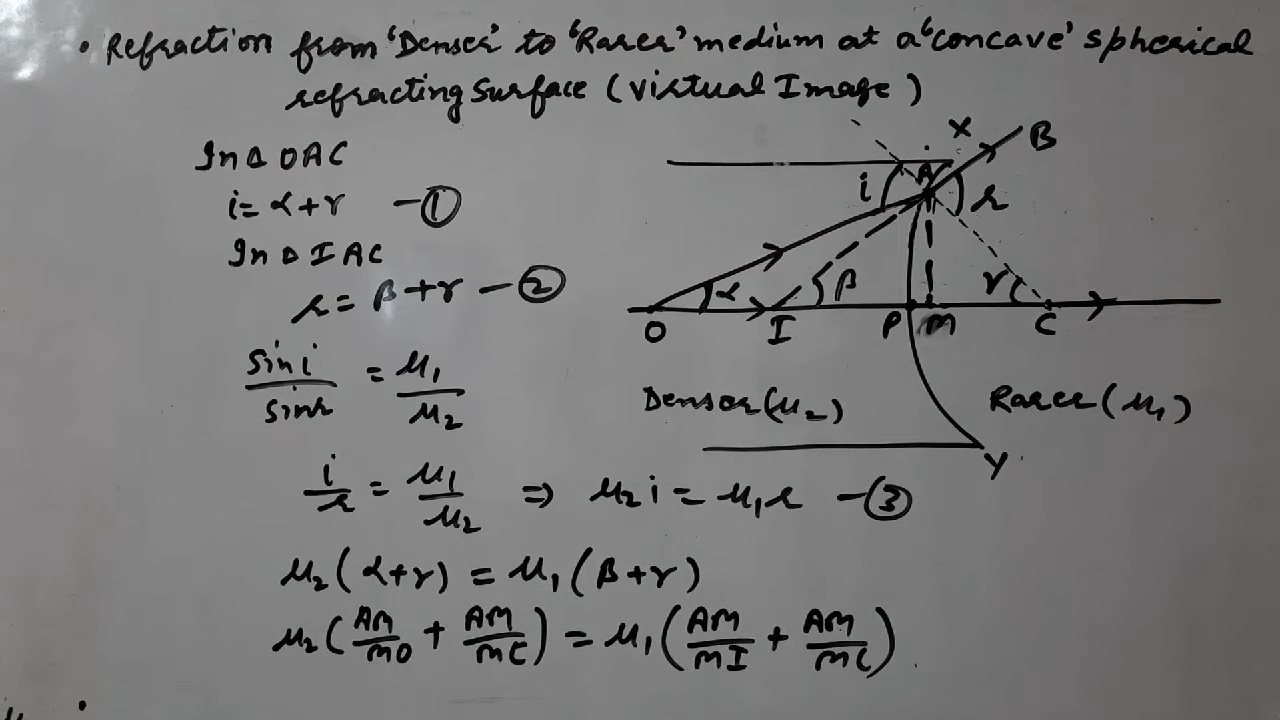 • Refraction from 'Denser' to 'Rarer' medium at a 'concave' spherical
refracting surface (virtual Image)
In Δ OAC
i = α+γ — ①
In Δ IAC
r = β+γ — ②
sin i / sin r = μ₁ / μ₂
i / r = μ₁ / μ₂ ⇒ μ₂ i = μ₁ r — ③
μ₂ (α+γ) = μ₁ (β+γ)
μ₂ (AM/MO + AM/MC) = μ₁ (AM/MI + AM/MC)
X B
A
i r
α β γ
O I P M C
Densor (μ₂) Rarer (μ₁)
Y